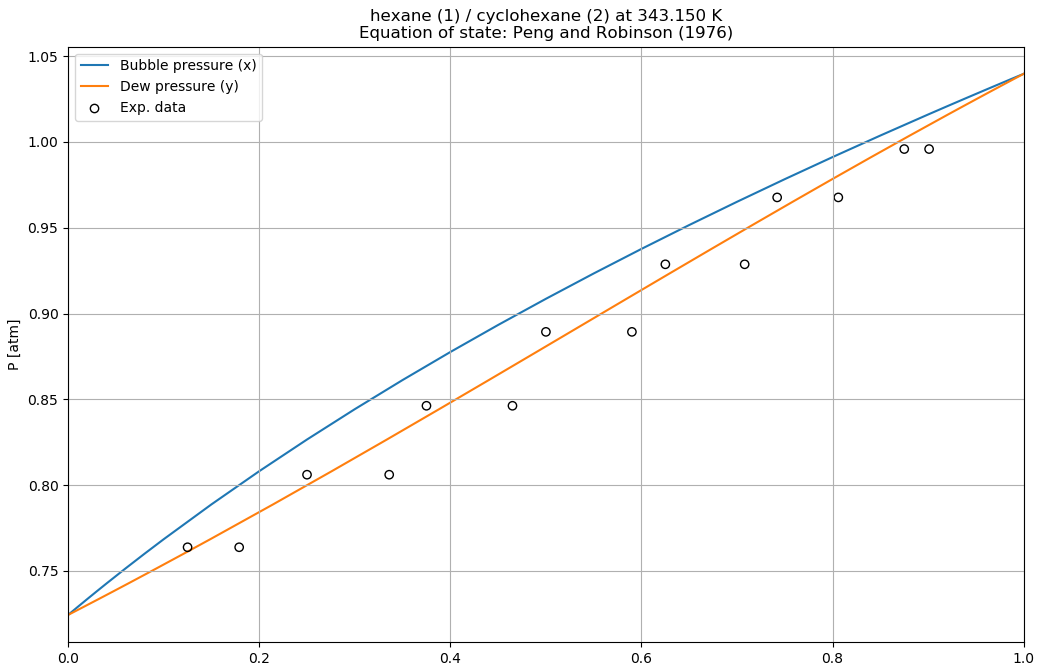 hexane (1) / cyclohexane (2) at 343.150 K
Equation of state: Peng and Robinson (1976)
Bubble pressure (x)
Dew pressure (y)
Exp. data
P [atm]
1.05
1.00
0.95
0.90
0.85
0.80
0.75
0.0 0.2 0.4 0.6 0.8 1.0